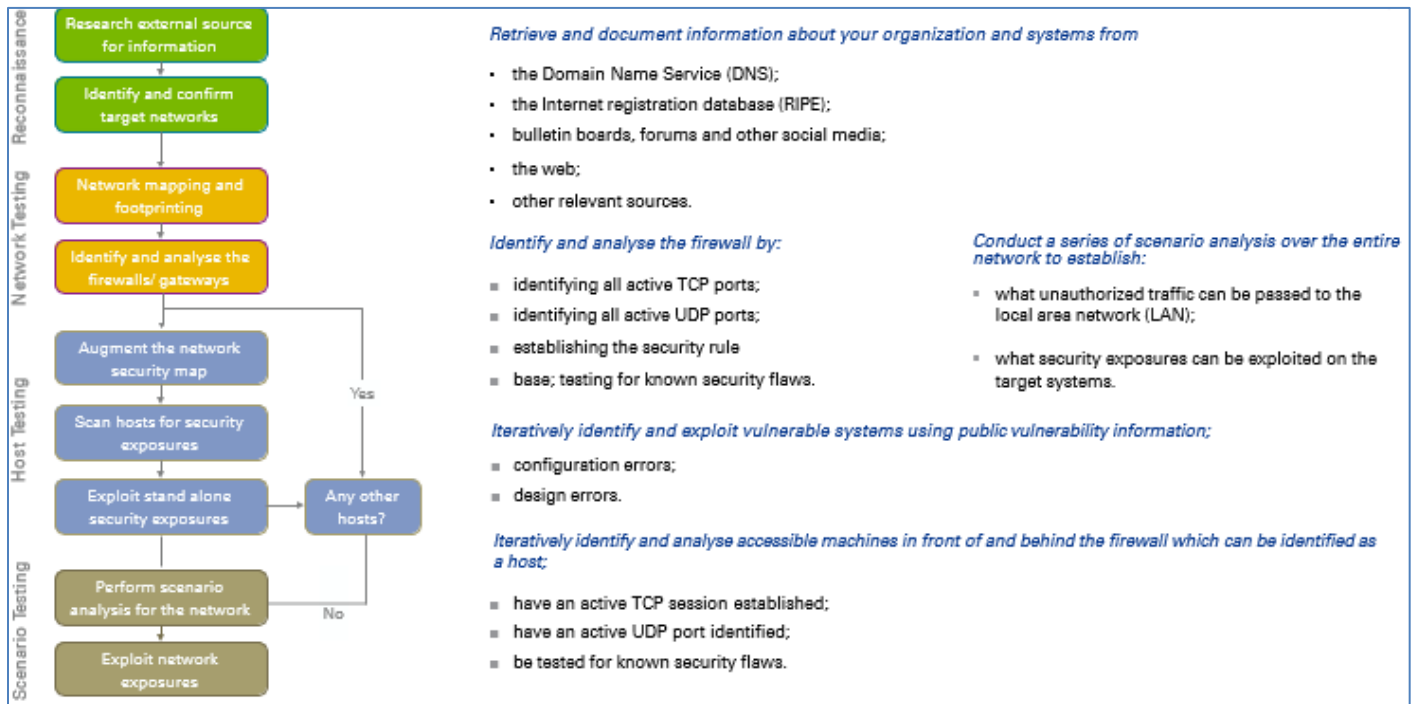 Reconnaissance
Research external source
for information
Identify and confirm
target networks
Network Testing
Network mapping and
footprinting
Identify and analyse the
firewalls/ gateways
Host Testing
Augment the network
security map
Scan hosts for security
exposures
Exploit stand alone
security exposures
Any other
hosts?
Yes
No
Scenario Testing
Perform scenario
analysis for the network
Exploit network
exposures
Retrieve and document information about your organization and systems from
• the Domain Name Service (DNS);
• the Internet registration database (RIPE);
• bulletin boards, forums and other social media;
• the web;
• other relevant sources.
Identify and analyse the firewall by:
■ identifying all active TCP ports;
■ identifying all active UDP ports;
■ establishing the security rule
■ base; testing for known security flaws.
Conduct a series of scenario analysis over the entire
network to establish:
■ what unauthorized traffic can be passed to the
local area network (LAN);
■ what security exposures can be exploited on the
target systems.
Iteratively identify and exploit vulnerable systems using public vulnerability information;
■ configuration errors;
■ design errors.
Iteratively identify and analyse accessible machines in front of and behind the firewall which can be identified as
a host;
■ have an active TCP session established;
■ have an active UDP port identified;
■ be tested for known security flaws.